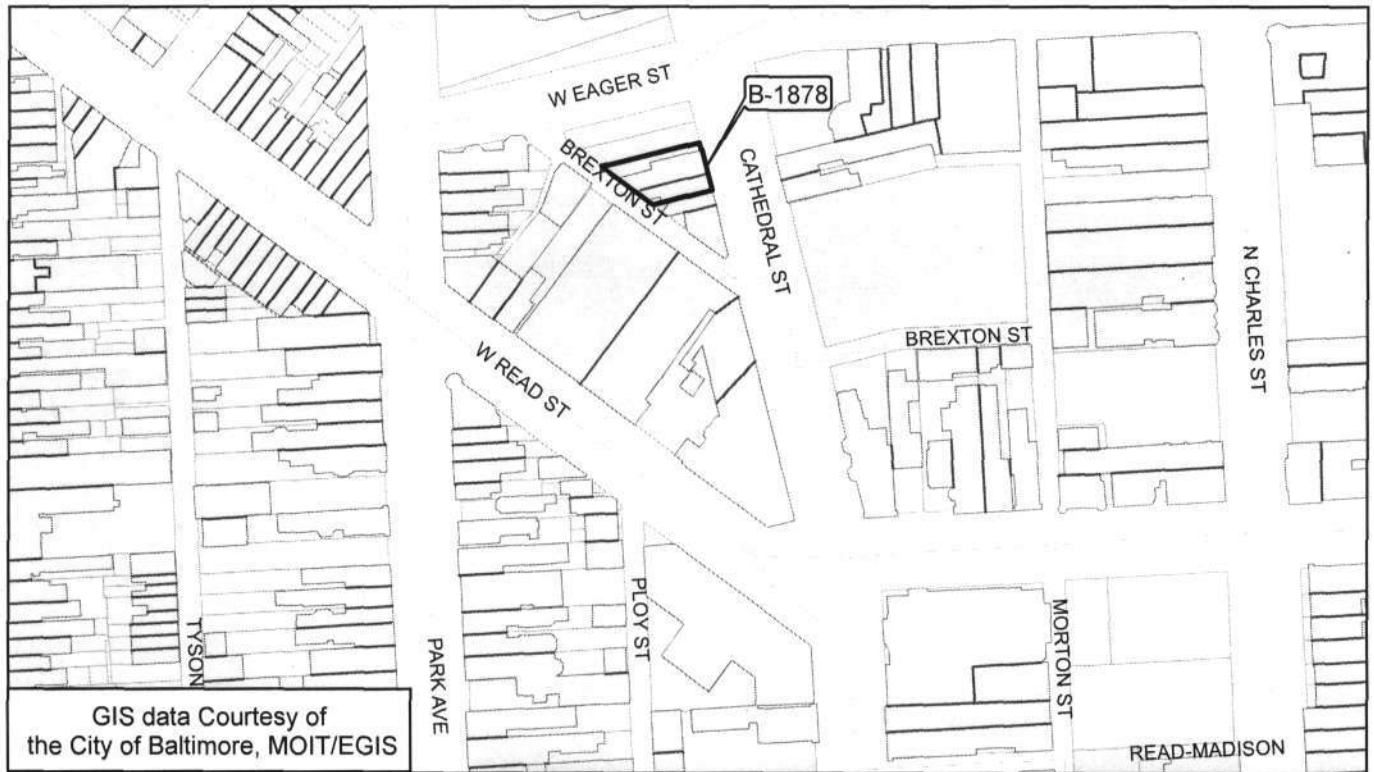 W EAGER ST
B-1878
BREXTON ST
CATHEDRAL ST
N CHARLES ST
BREXTON ST
W READ ST
PLOY ST
MORTON ST
TYSON
PARK AVE
GIS data Courtesy of
the City of Baltimore, MOIT/EGIS
READ-MADISON